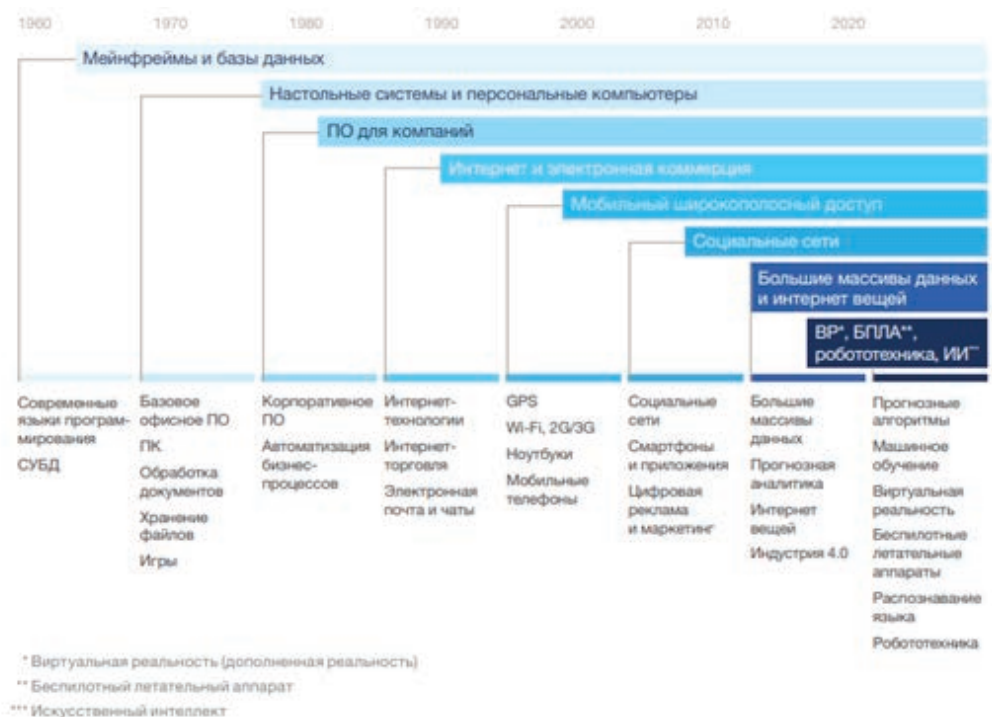 1960 1970 1980 1990 2000 2010 2020
Мейнфреймы и базы данных
Настольные системы и персональные компьютеры
ПО для компаний
Интернет и электронная коммерция
Мобильный широкополосный доступ
Социальные сети
Большие массивы данных
и интернет вещей
ВР*, БПЛА**,
робототехника, ИИ***
Современные
языки програм-
мирования
СУБД
Базовое
офисное ПО
ПК
Обработка
документов
Хранение
файлов
Игры
Корпоративное
ПО
Автоматизация
бизнес-
процессов
Интернет-
технологии
Интернет-
торговля
Электронная
почта и чаты
GPS
Wi-Fi, 2G/3G
Ноутбуки
Мобильные
телефоны
Социальные
сети
Смартфоны
и приложения
Цифровая
реклама
и маркетинг
Большие
массивы
данных
Прогнозная
аналитика
Интернет
вещей
Индустрия 4.0
Прогнозные
алгоритмы
Машинное
обучение
Виртуальная
реальность
Беспилотные
летательные
аппараты
Распознавание
языка
Робототехника
* Виртуальная реальность (дополненная реальность)
** Беспилотный летательный аппарат
*** Искусственный интеллект